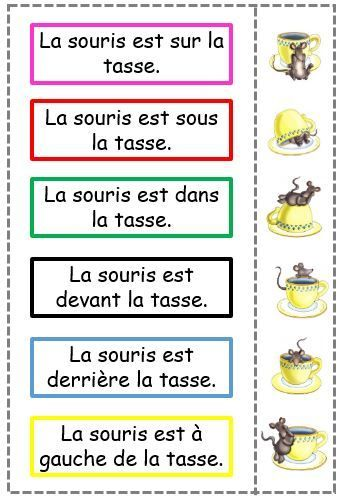 La souris est sur la
tasse.
La souris est sous
la tasse.
La souris est dans
la tasse.
La souris est
devant la tasse.
La souris est
derrière la tasse.
La souris est à
gauche de la tasse.